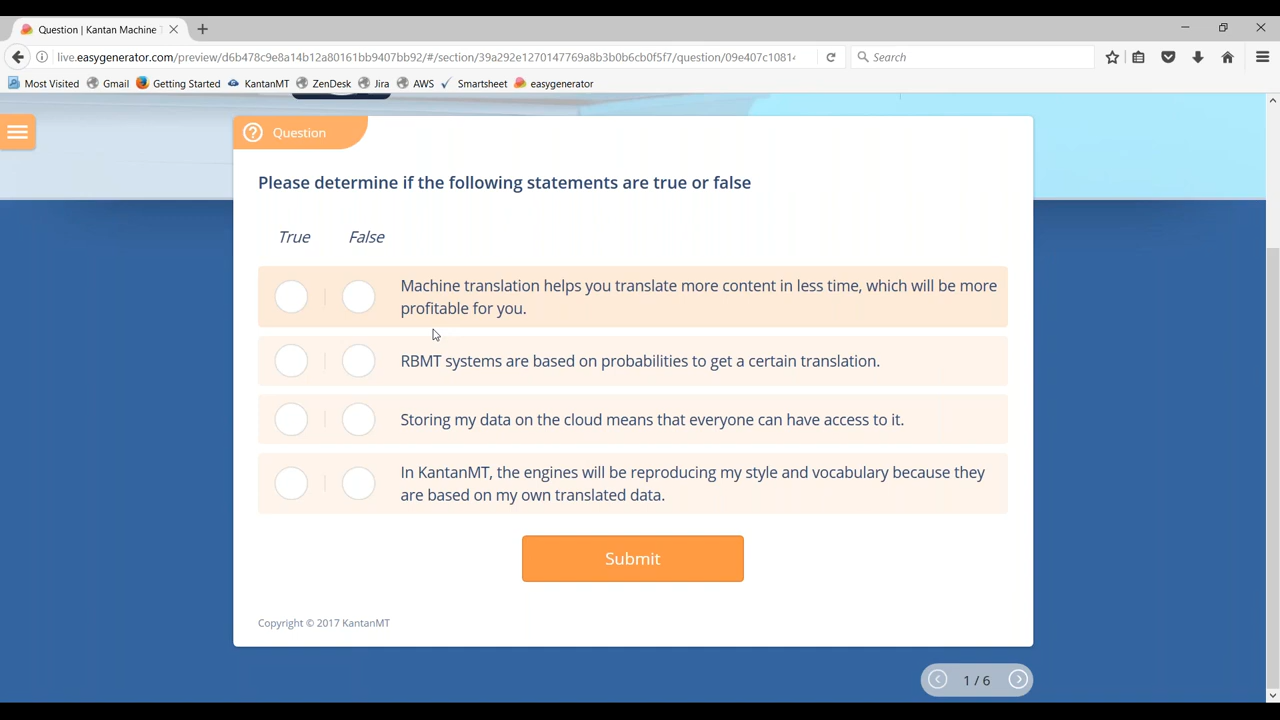 Question | Kantan Machine
live.easygenerator.com/preview/d6b478c9e8a14b12a80161bb9407bb92/#/section/39a292e1270147769a8b3b0b6cb0f5f7/question/09e407c1081
Search
Most Visited Gmail Getting Started KantanMT ZenDesk Jira AWS Smartsheet easygenerator
Question
Please determine if the following statements are true or false
True False
Machine translation helps you translate more content in less time, which will be more
profitable for you.
RBMT systems are based on probabilities to get a certain translation.
Storing my data on the cloud means that everyone can have access to it.
In KantanMT, the engines will be reproducing my style and vocabulary because they
are based on my own translated data.
Submit
Copyright © 2017 KantanMT
1 / 6